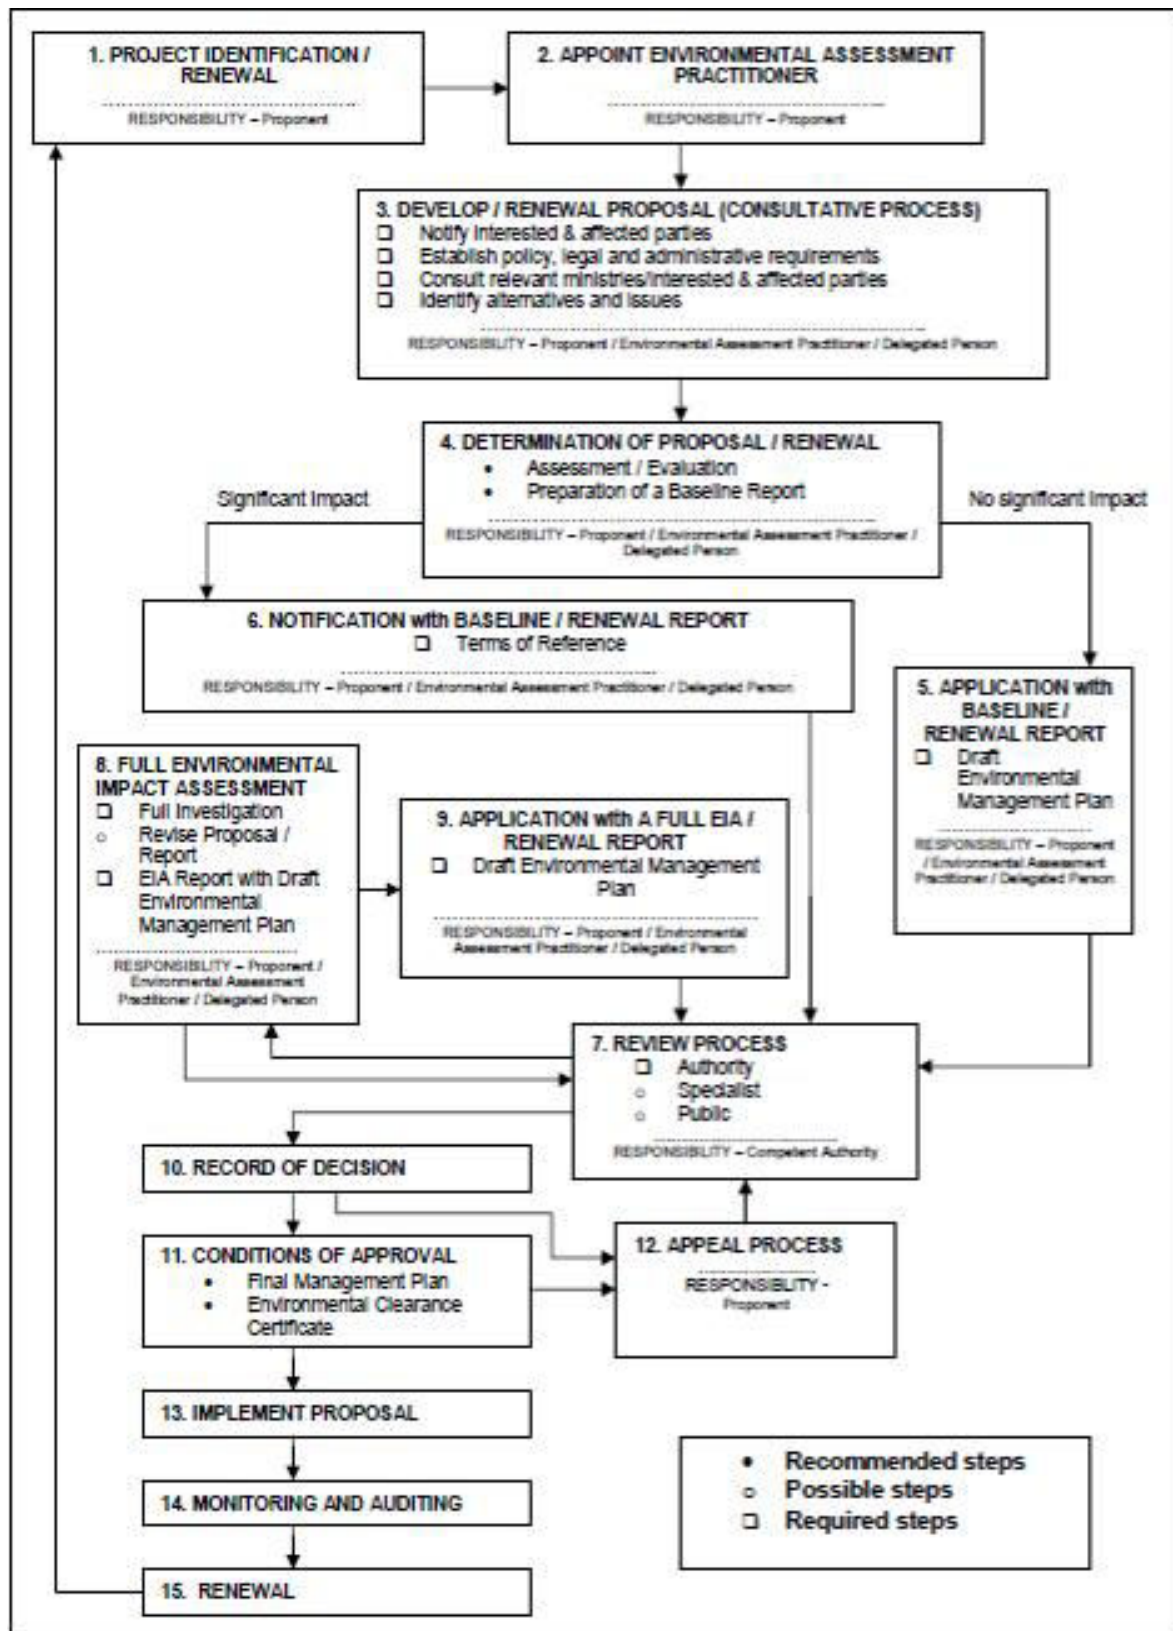 1. PROJECT IDENTIFICATION /
RENEWAL
RESPONSIBILITY – Proponent
2. APPOINT ENVIRONMENTAL ASSESSMENT
PRACTITIONER
RESPONSIBILITY – Proponent
3. DEVELOP / RENEWAL PROPOSAL (CONSULTATIVE PROCESS)
❑ Notify interested & affected parties
❑ Establish policy, legal and administrative requirements
❑ Consult relevant ministries/interested & affected parties
❑ Identify alternatives and issues
RESPONSIBILITY – Proponent / Environmental Assessment Practitioner / Delegated Person
4. DETERMINATION OF PROPOSAL / RENEWAL
• Assessment / Evaluation
• Preparation of a Baseline Report
RESPONSIBILITY – Proponent / Environmental Assessment Practitioner /
Delegated Person
Significant Impact
No significant Impact
6. NOTIFICATION with BASELINE / RENEWAL REPORT
❑ Terms of Reference
RESPONSIBILITY – Proponent / Environmental Assessment Practitioner / Delegated Person
5. APPLICATION with
BASELINE /
RENEWAL REPORT
❑ Draft
Environmental
Management Plan
RESPONSIBILITY – Proponent
/ Environmental Assessment
Practitioner / Delegated Person
8. FULL ENVIRONMENTAL
IMPACT ASSESSMENT
❑ Full Investigation
○ Revise Proposal /
Report
❑ EIA Report with Draft
Environmental
Management Plan
RESPONSIBILITY – Proponent /
Environmental Assessment
Practitioner / Delegated Person
9. APPLICATION with A FULL EIA /
RENEWAL REPORT
❑ Draft Environmental Management
Plan
RESPONSIBILITY – Proponent / Environmental
Assessment Practitioner / Delegated Person
7. REVIEW PROCESS
❑ Authority
○ Specialist
○ Public
RESPONSIBILITY – Competent Authority
10. RECORD OF DECISION
11. CONDITIONS OF APPROVAL
• Final Management Plan
• Environmental Clearance
Certificate
12. APPEAL PROCESS
RESPONSIBLITY -
Proponent
13. IMPLEMENT PROPOSAL
14. MONITORING AND AUDITING
15. RENEWAL
• Recommended steps
○ Possible steps
❑ Required steps